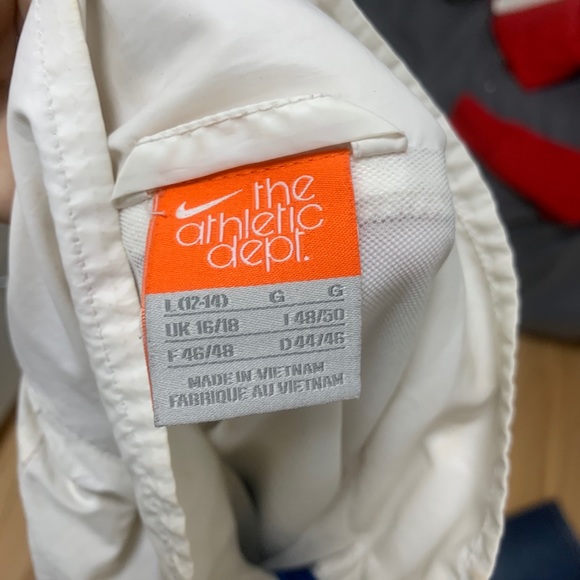 the
athletic
dept.
L (12-14) G G
UK 16/18 I 48/50
F 46/48 D 44/46
MADE IN VIETNAM
FABRIQUE AU VIETNAM